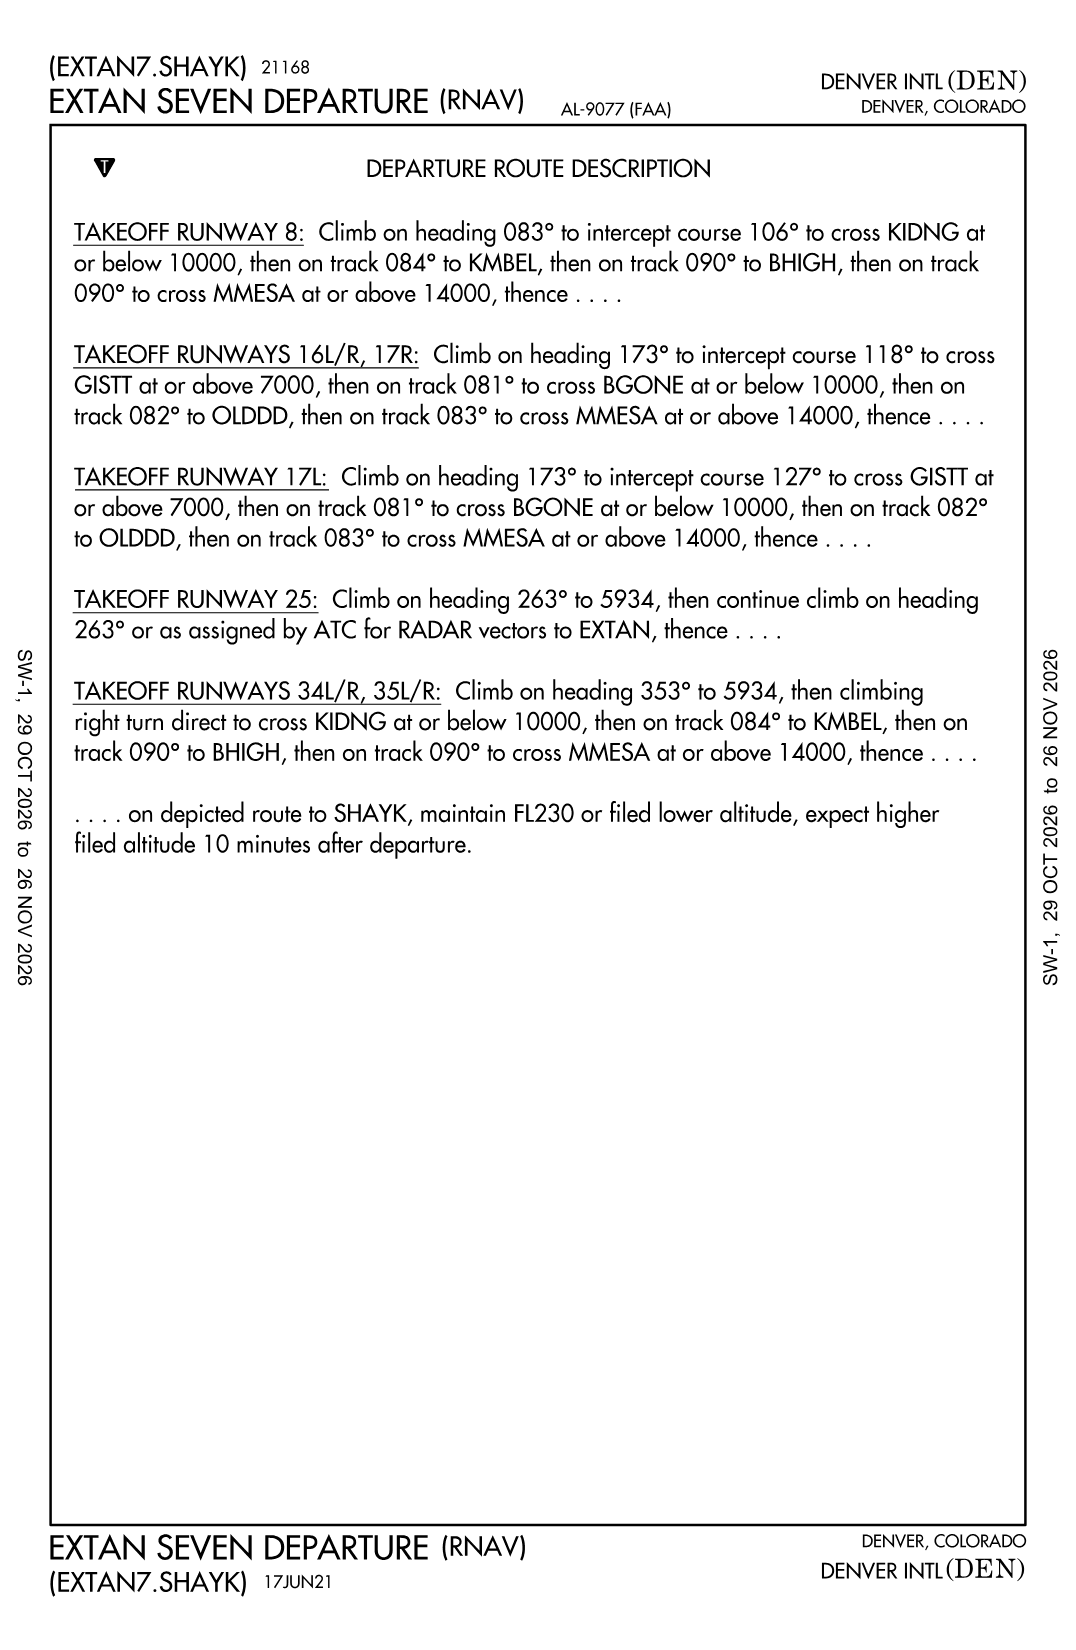 (EXTAN7.SHAYK) 21168
EXTAN SEVEN DEPARTURE (RNAV) AL-9077 (FAA)
DENVER INTL (DEN)
DENVER, COLORADO
T
DEPARTURE ROUTE DESCRIPTION
TAKEOFF RUNWAY 8: Climb on heading 083° to intercept course 106° to cross KIDNG at
or below 10000, then on track 084° to KMBEL, then on track 090° to BHIGH, then on track
090° to cross MMESA at or above 14000, thence . . . .
TAKEOFF RUNWAYS 16L/R, 17R: Climb on heading 173° to intercept course 118° to cross
GISTT at or above 7000, then on track 081° to cross BGONE at or below 10000, then on
track 082° to OLDDD, then on track 083° to cross MMESA at or above 14000, thence . . . .
TAKEOFF RUNWAY 17L: Climb on heading 173° to intercept course 127° to cross GISTT at
or above 7000, then on track 081° to cross BGONE at or below 10000, then on track 082°
to OLDDD, then on track 083° to cross MMESA at or above 14000, thence . . . .
TAKEOFF RUNWAY 25: Climb on heading 263° to 5934, then continue climb on heading
263° or as assigned by ATC for RADAR vectors to EXTAN, thence . . . .
TAKEOFF RUNWAYS 34L/R, 35L/R: Climb on heading 353° to 5934, then climbing
right turn direct to cross KIDNG at or below 10000, then on track 084° to KMBEL, then on
track 090° to BHIGH, then on track 090° to cross MMESA at or above 14000, thence . . . .
. . . . on depicted route to SHAYK, maintain FL230 or filed lower altitude, expect higher
filed altitude 10 minutes after departure.
SW-1, 29 OCT 2026 to 26 NOV 2026
SW-1, 29 OCT 2026 to 26 NOV 2026
EXTAN SEVEN DEPARTURE (RNAV)
(EXTAN7.SHAYK) 17JUN21
DENVER, COLORADO
DENVER INTL (DEN)